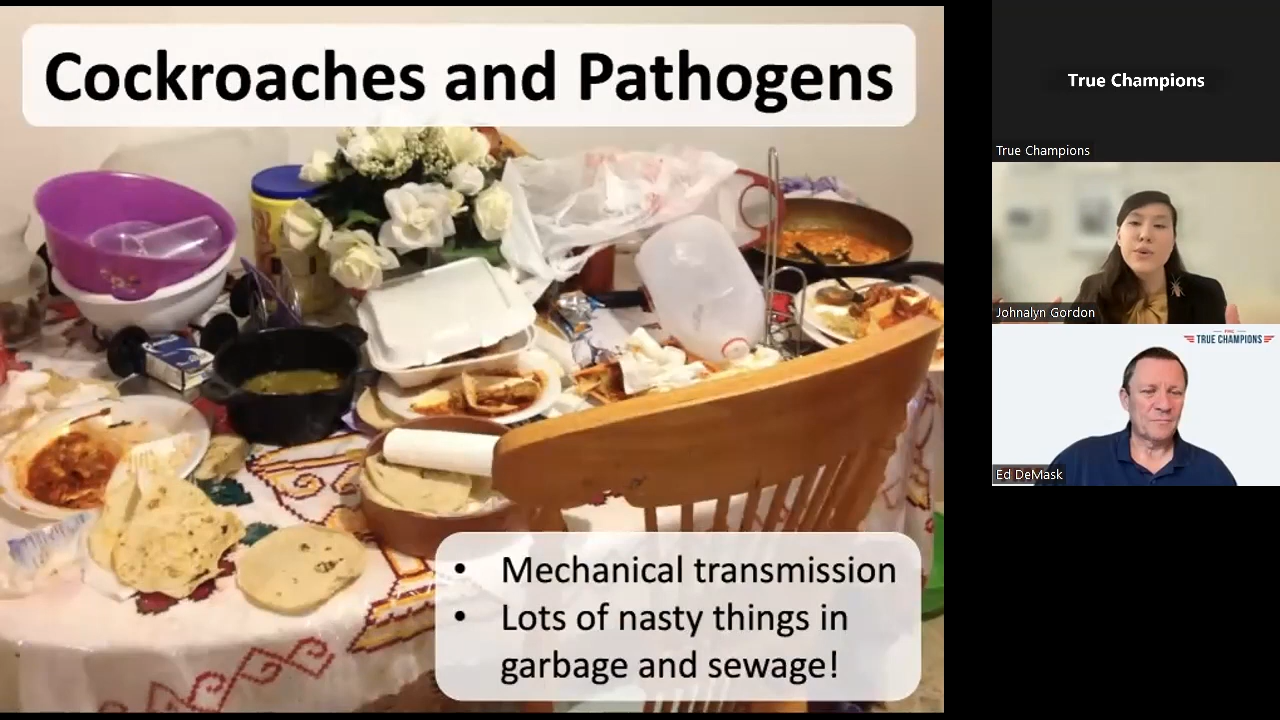 Cockroaches and Pathogens
• Mechanical transmission
• Lots of nasty things in
garbage and sewage!
True Champions
True Champions
Johnalyn Gordon
TRUE CHAMPIONS
Ed DeMask